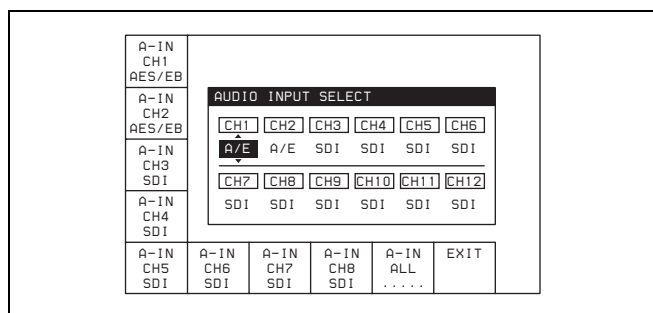 A-IN
CH1
AES/EB
A-IN
CH2
AES/EB
A-IN
CH3
SDI
A-IN
CH4
SDI
AUDIO INPUT SELECT
CH1 CH2 CH3 CH4 CH5 CH6
A/E A/E SDI SDI SDI SDI
CH7 CH8 CH9 CH10 CH11 CH12
SDI SDI SDI SDI SDI SDI
A-IN A-IN A-IN A-IN A-IN EXIT
CH5 CH6 CH7 CH8 ALL
SDI SDI SDI SDI .....